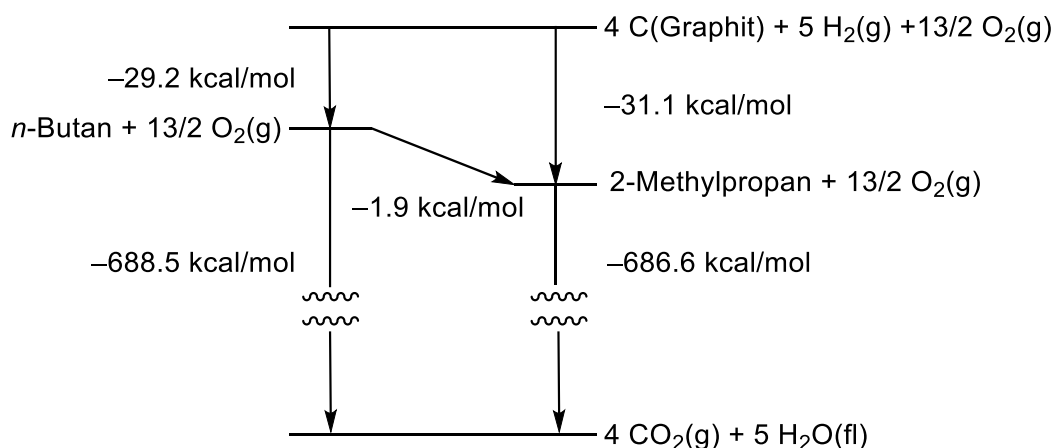 4 C(Graphit) + 5 H₂(g) +13/2 O₂(g)
–29.2 kcal/mol
–31.1 kcal/mol
n-Butan + 13/2 O₂(g)
2-Methylpropan + 13/2 O₂(g)
–1.9 kcal/mol
–688.5 kcal/mol
–686.6 kcal/mol
4 CO₂(g) + 5 H₂O(fl)